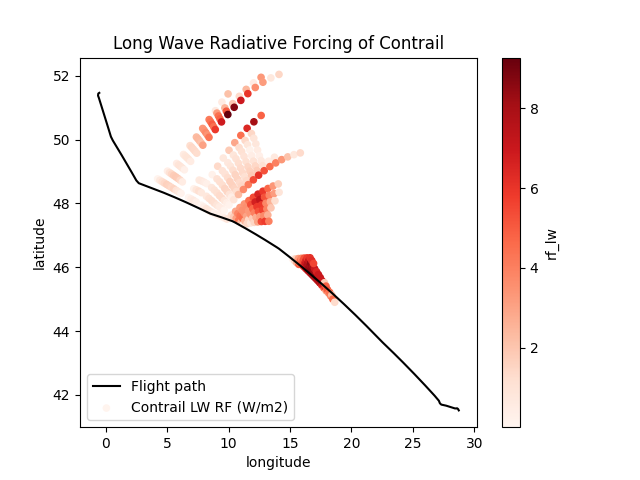 Long Wave Radiative Forcing of Contrail
52
50
48
46
44
42
latitude
0
5
10
15
20
25
30
longitude
Flight path
Contrail LW RF (W/m2)
8
6
4
2
rf_lw